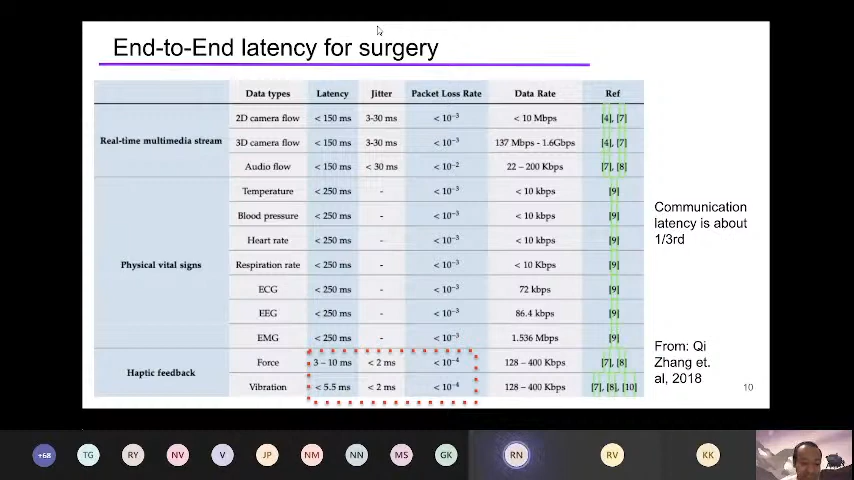 End-to-End latency for surgery
Data types Latency Jitter Packet Loss Rate Data Rate Ref
Real-time multimedia stream
2D camera flow < 150 ms 3-30 ms < 10⁻³ < 10 Mbps [4], [7]
3D camera flow < 150 ms 3-30 ms < 10⁻³ 137 Mbps - 1.6Gbps [4], [7]
Audio flow < 150 ms < 30 ms < 10⁻² 22 – 200 Kbps [7], [8]
Physical vital signs
Temperature < 250 ms - < 10⁻³ < 10 kbps [9]
Blood pressure < 250 ms - < 10⁻³ < 10 kbps [9]
Heart rate < 250 ms - < 10⁻³ < 10 kbps [9]
Respiration rate < 250 ms - < 10⁻³ < 10 Kbps [9]
ECG < 250 ms - < 10⁻³ 72 kbps [9]
EEG < 250 ms - < 10⁻³ 86.4 kbps [9]
EMG < 250 ms - < 10⁻³ 1.536 Mbps [9]
Haptic feedback
Force 3 – 10 ms < 2 ms < 10⁻⁴ 128 – 400 Kbps [7], [8]
Vibration < 5.5 ms < 2 ms < 10⁻⁴ 128 – 400 Kbps [7], [8], [10]
Communication
latency is about
1/3rd
From: Qi
Zhang et.
al, 2018
10
+68 TG RY NV V JP NM NN MS GK RN RV KK